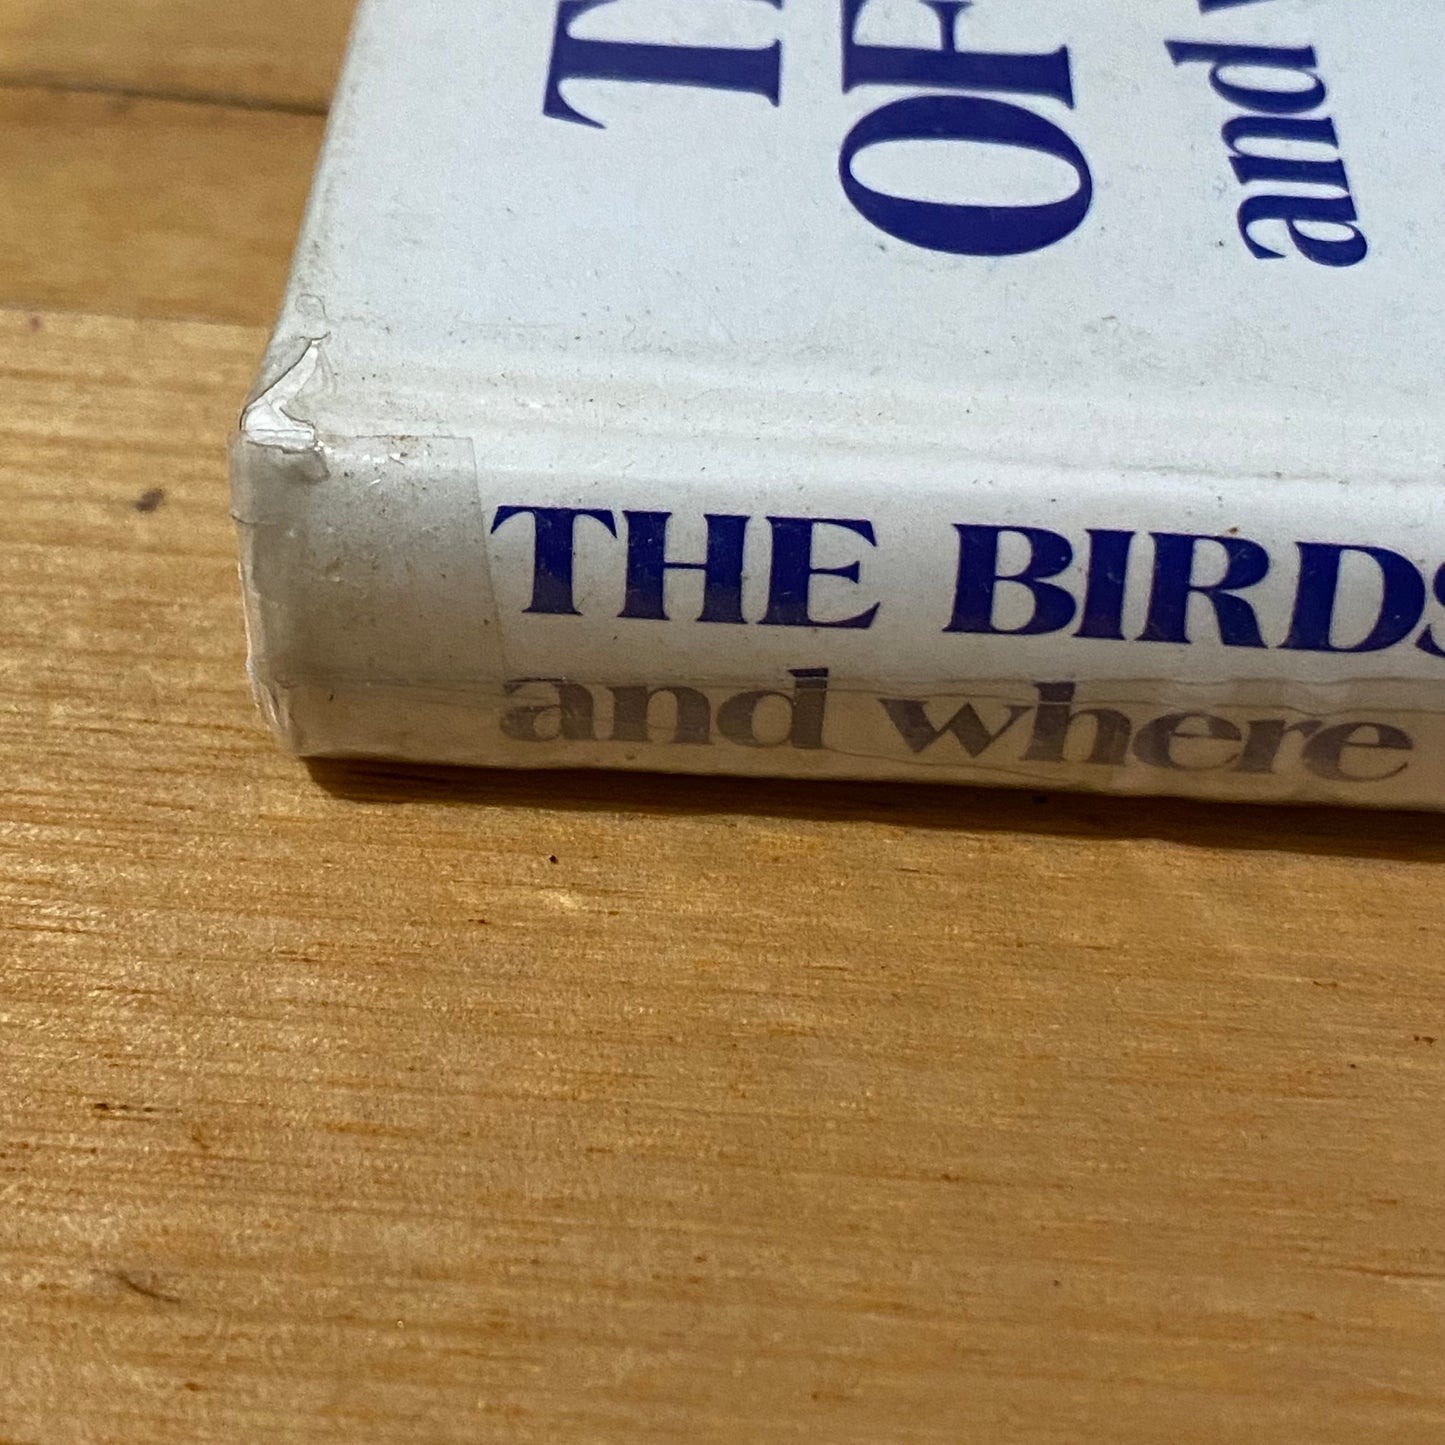 OF
and
THE BIRDS
and where